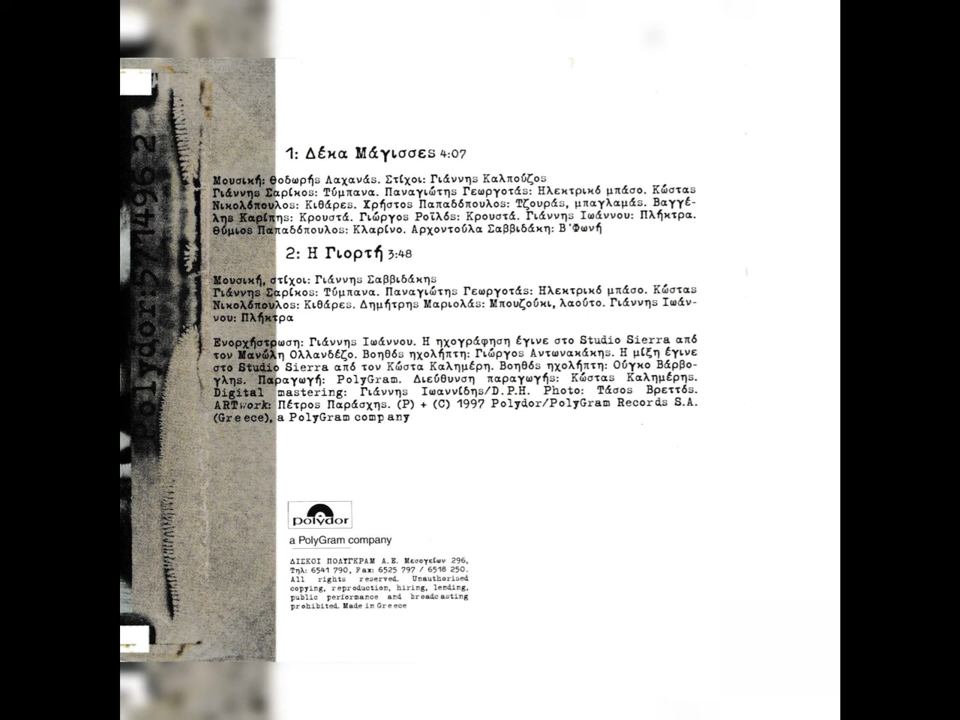 Polydor 5/1496 2
1: Δέκα Μάγισσες 4:07
Μουσική: Θοδωρής Λαχανάς. Στίχοι: Γιάννης Καλπούζος
Γιάννης Σαρίκος: Τύμπανα. Παναγιώτης Γεωργοτάς: Ηλεκτρικό μπάσο. Κώστας
Νικολόπουλος: Κιθάρες. Χρήστος Παπαδόπουλος: Τζουράς, μπαγλαμάς. Βαγγέ-
λης Καρίπης: Κρουστά. Γιώργος Ροϊλός: Κρουστά. Γιάννης Ιωάννου: Πλήκτρα.
Θύμιος Παπαδόπουλος: Κλαρίνο. Αρχοντούλα Σαββιδάκη: Β'Φωνή
2: Η Γιορτή 3:48
Μουσική, στίχοι: Γιάννης Σαββιδάκης
Γιάννης Σαρίκος: Τύμπανα. Παναγιώτης Γεωργοτάς: Ηλεκτρικό μπάσο. Κώστας
Νικολόπουλος: Κιθάρες. Δημήτρης Μαριολάς: Μπουζούκι, λαούτο. Γιάννης Ιωάν-
νου: Πλήκτρα
Ενορχήστρωση: Γιάννης Ιωάννου. Η ηχογράφηση έγινε στο Studio Sierra από
τον Μανώλη Ολλανδέζο. Βοηθός ηχολήπτη: Γιώργος Αντωνακάκης. Η μίξη έγινε
στο Studio Sierra από τον Κώστα Καλημέρη. Βοηθός ηχολήπτη: Ούγκο Βάρβο-
γλης. Παραγωγή: PolyGram. Διεύθυνση παραγωγής: Κώστας Καλημέρης.
Digital mastering: Γιάννης Ιωαννίδης/D.P.H. Photo: Τάσος Βρεττός.
ARTwork: Πέτρος Παράσχης. (P) + (C) 1997 Polydor/PolyGram Records S.A.
(Greece), a PolyGram company
polydor
a PolyGram company
ΔΙΣΚΟΙ ΠΟΛΥΓΚΡΑΜ Α.Ε. Μεσογείων 296,
Τηλ: 6541 790, Fax: 6525 797 / 6518 250.
All rights reserved. Unauthorised
copying, reproduction, hiring, lending,
public performance and broadcasting
prohibited. Made in Greece